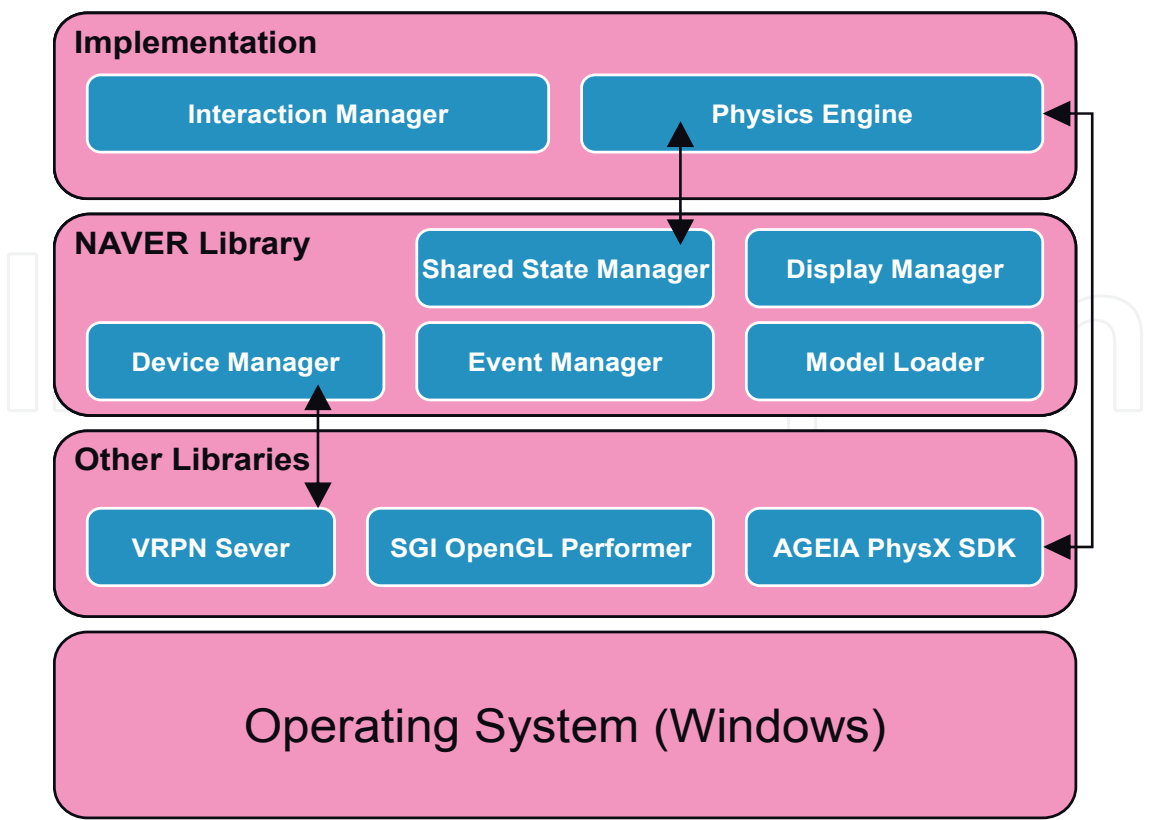 Implementation
Interaction Manager
Physics Engine
NAVER Library
Shared State Manager
Display Manager
Device Manager
Event Manager
Model Loader
Other Libraries
VRPN Sever
SGI OpenGL Performer
AGEIA PhysX SDK
Operating System (Windows)